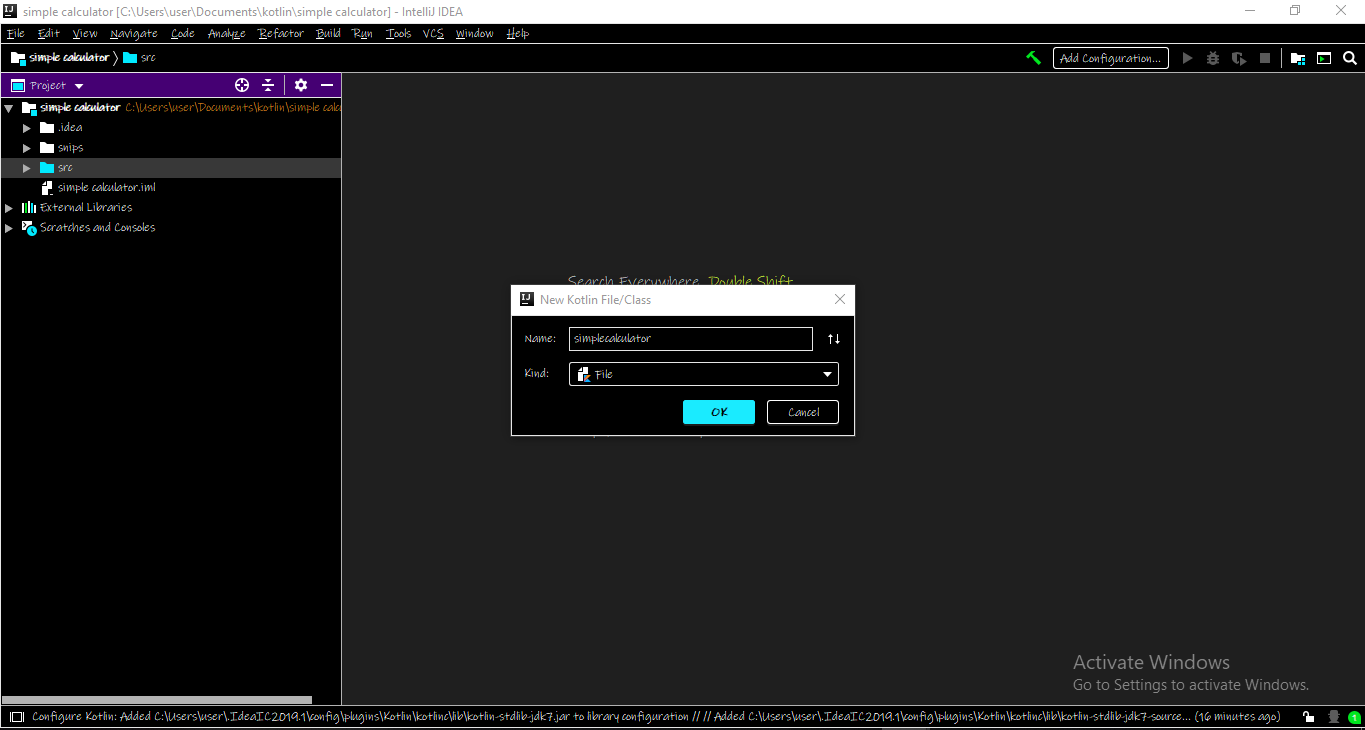 simple calculator [C:\Users\user\Documents\kotlin\simple calculator] - IntelliJ IDEA
File Edit View Navigate Code Analyze Refactor Build Run Tools VCS Window Help
simple calculator src Add Configuration...
Project
simple calculator C:\Users\user\Documents\kotlin\simple calc
.idea
snips
src
simple calculator.iml
External Libraries
Scratches and Consoles
Search Everywhere Double Shift
New Kotlin File/Class
Name: simplecalculator
Kind: File
OK Cancel
Activate Windows
Go to Settings to activate Windows.
Configure Kotlin: Added C:\Users\user\.IdeaIC2019.1\config\plugins\Kotlin\kotlinc\lib\kotlin-stdlib-jdk7.jar to library configuration // // Added C:\Users\user\.IdeaIC2019.1\config\plugins\Kotlin\kotlinc\lib\kotlin-stdlib-jdk7-source... (16 minutes ago) 1